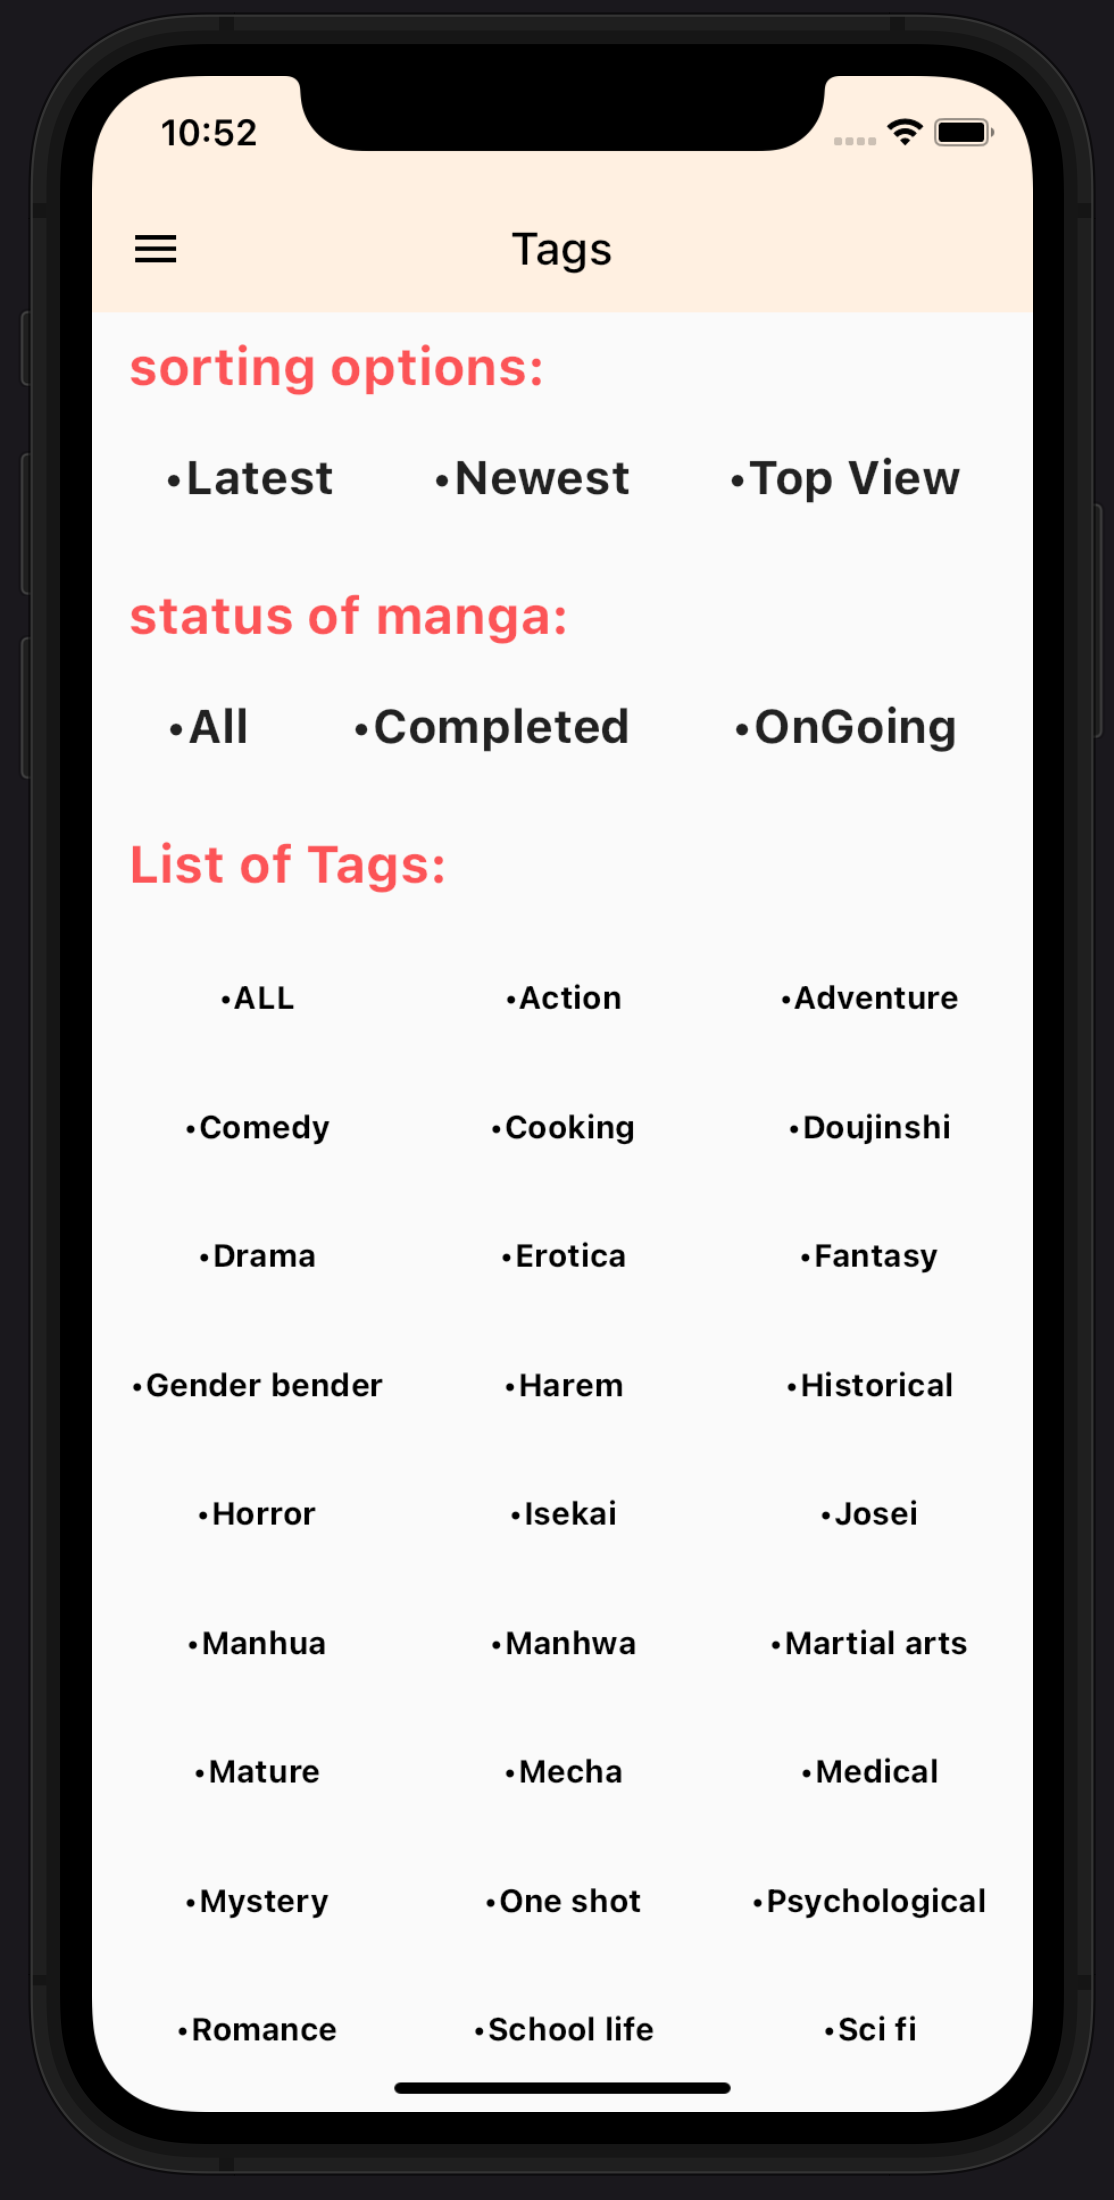 10:52
Tags
sorting options:
•Latest •Newest •Top View
status of manga:
•All •Completed •OnGoing
List of Tags:
•ALL •Action •Adventure
•Comedy •Cooking •Doujinshi
•Drama •Erotica •Fantasy
•Gender bender •Harem •Historical
•Horror •Isekai •Josei
•Manhua •Manhwa •Martial arts
•Mature •Mecha •Medical
•Mystery •One shot •Psychological
•Romance •School life •Sci fi